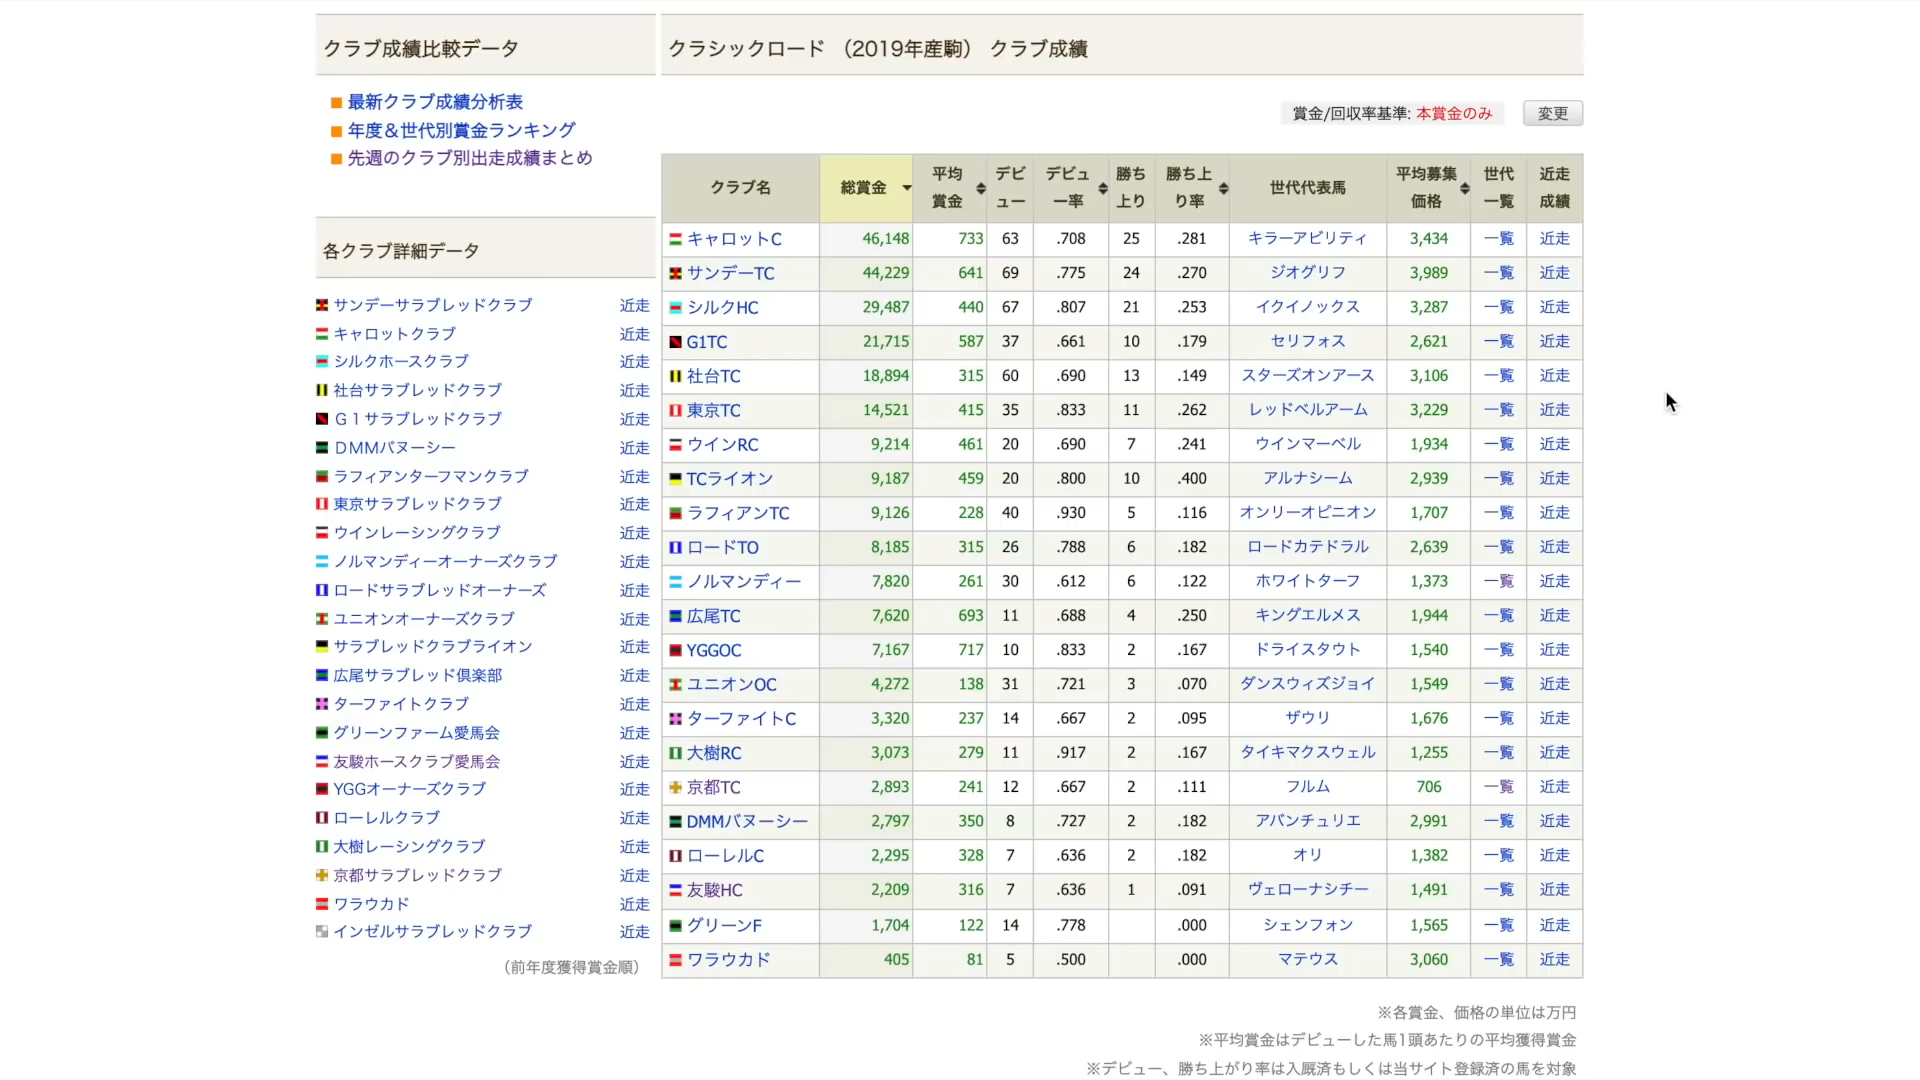 クラブ成績比較データ
最新クラブ成績分析表
年度＆世代別賞金ランキング
先週のクラブ別出走成績まとめ
各クラブ詳細データ
サンデーサラブレッドクラブ 近走
キャロットクラブ 近走
シルクホースクラブ 近走
社台サラブレッドクラブ 近走
Ｇ１サラブレッドクラブ 近走
ＤＭＭバヌーシー 近走
ラフィアンターフマンクラブ 近走
東京サラブレッドクラブ 近走
ウインレーシングクラブ 近走
ノルマンディーオーナーズクラブ 近走
ロードサラブレッドオーナーズ 近走
ユニオンオーナーズクラブ 近走
サラブレッドクラブライオン 近走
広尾サラブレッド倶楽部 近走
ターファイトクラブ 近走
グリーンファーム愛馬会 近走
友駿ホースクラブ愛馬会 近走
YGGオーナーズクラブ 近走
ローレルクラブ 近走
大樹レーシングクラブ 近走
京都サラブレッドクラブ 近走
ワラウカド 近走
インゼルサラブレッドクラブ 近走
（前年度獲得賞金順）
クラシックロード （2019年産駒） クラブ成績
賞金/回収率基準: 本賞金のみ 変更
クラブ名 総賞金 平均賞金 デビュー デビュー率 勝ち上り 勝ち上り率 世代代表馬 平均募集価格 世代一覧 近走成績
キャロットC 46,148 733 63 .708 25 .281 キラーアビリティ 3,434 一覧 近走
サンデーTC 44,229 641 69 .775 24 .270 ジオグリフ 3,989 一覧 近走
シルクHC 29,487 440 67 .807 21 .253 イクイノックス 3,287 一覧 近走
G1TC 21,715 587 37 .661 10 .179 セリフォス 2,621 一覧 近走
社台TC 18,894 315 60 .690 13 .149 スターズオンアース 3,106 一覧 近走
東京TC 14,521 415 35 .833 11 .262 レッドベルアーム 3,229 一覧 近走
ウインRC 9,214 461 20 .690 7 .241 ウインマーベル 1,934 一覧 近走
TCライオン 9,187 459 20 .800 10 .400 アルナシーム 2,939 一覧 近走
ラフィアンTC 9,126 228 40 .930 5 .116 オンリーオピニオン 1,707 一覧 近走
ロードTO 8,185 315 26 .788 6 .182 ロードカテドラル 2,639 一覧 近走
ノルマンディー 7,820 261 30 .612 6 .122 ホワイトターフ 1,373 一覧 近走
広尾TC 7,620 693 11 .688 4 .250 キングエルメス 1,944 一覧 近走
YGGOC 7,167 717 10 .833 2 .167 ドライスタウト 1,540 一覧 近走
ユニオンOC 4,272 138 31 .721 3 .070 ダンスウィズジョイ 1,549 一覧 近走
ターファイトC 3,320 237 14 .667 2 .095 ザウリ 1,676 一覧 近走
大樹RC 3,073 279 11 .917 2 .167 タイキマクスウェル 1,255 一覧 近走
京都TC 2,893 241 12 .667 2 .111 フルム 706 一覧 近走
DMMバヌーシー 2,797 350 8 .727 2 .182 アバンチュリエ 2,991 一覧 近走
ローレルC 2,295 328 7 .636 2 .182 オリ 1,382 一覧 近走
友駿HC 2,209 316 7 .636 1 .091 ヴェローナシチー 1,491 一覧 近走
グリーンF 1,704 122 14 .778 .000 シェンフォン 1,565 一覧 近走
ワラウカド 405 81 5 .500 .000 マテウス 3,060 一覧 近走
※各賞金、価格の単位は万円
※平均賞金はデビューした馬1頭あたりの平均獲得賞金
※デビュー、勝ち上がり率は入厩済もしくは当サイト登録済の馬を対象